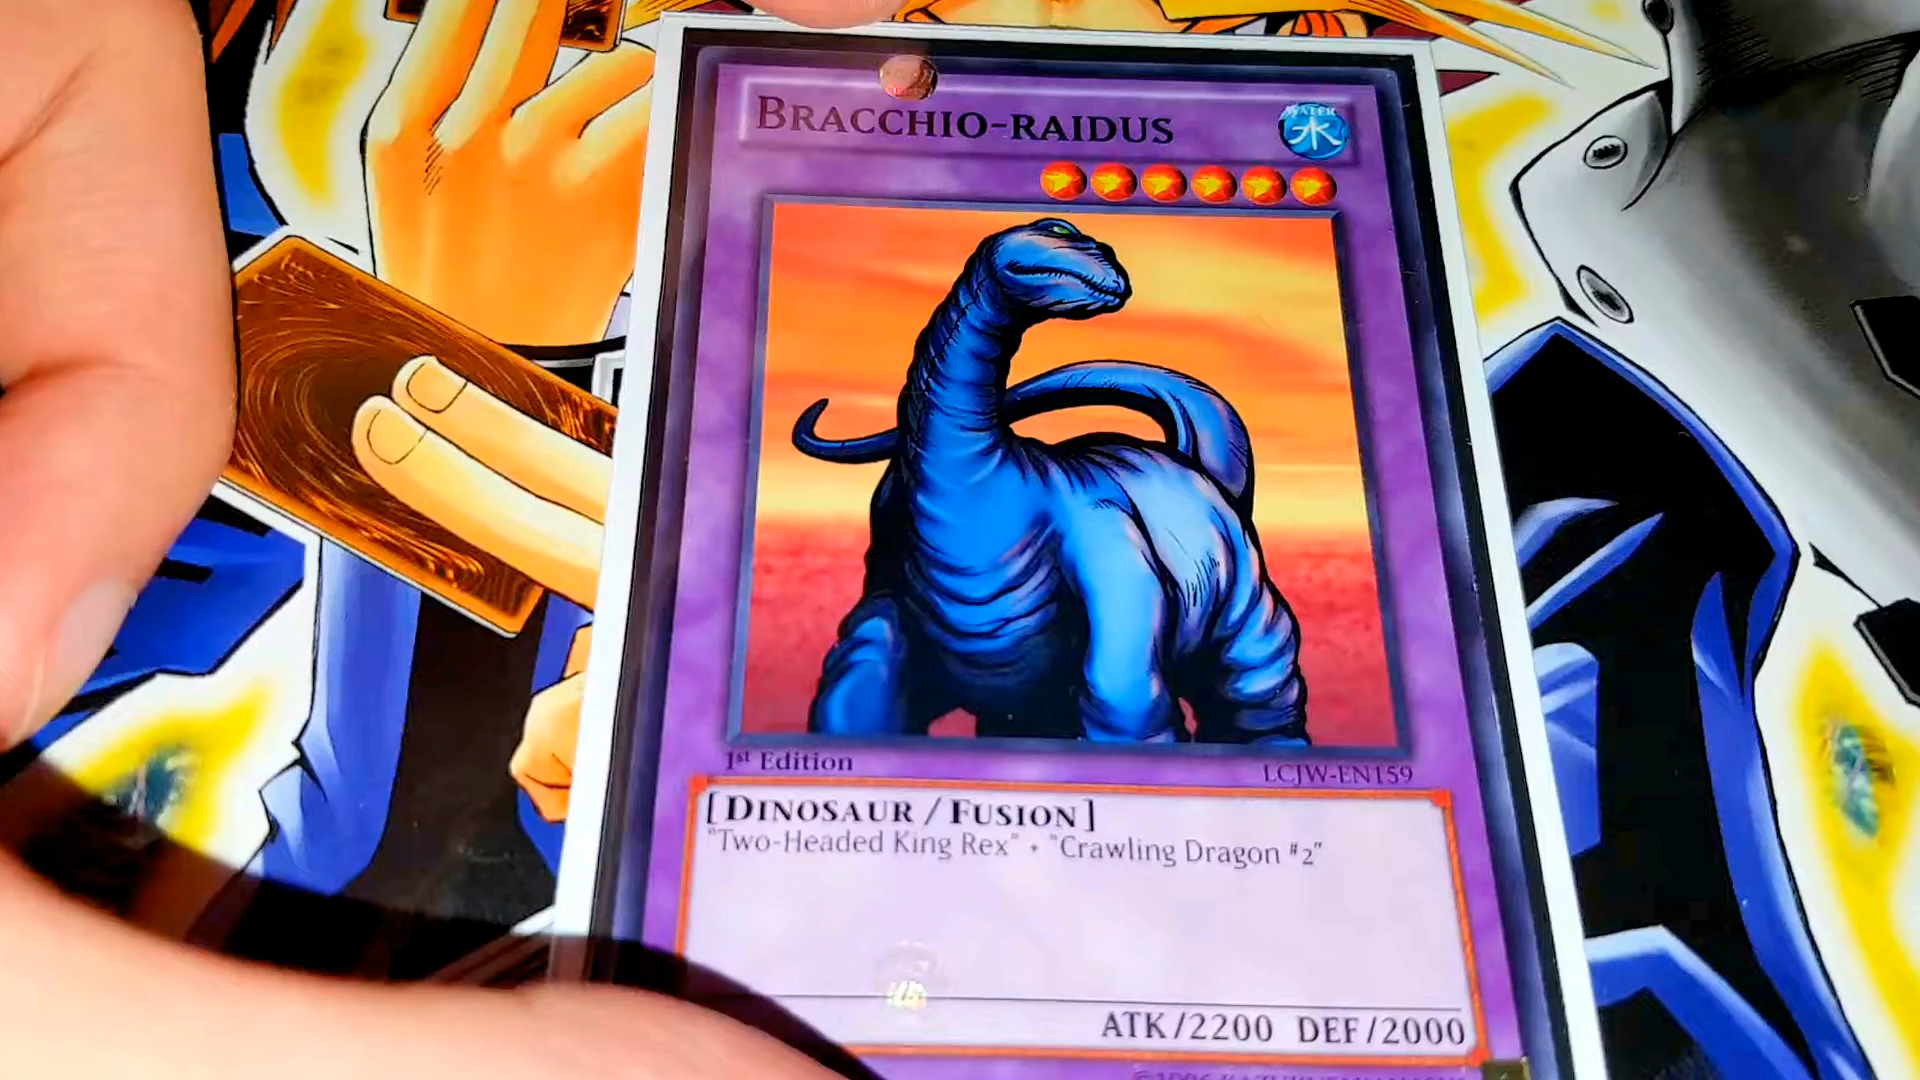 BRACCHIO-RAIDUS
WATER
水
1st Edition
LCJW-EN159
[DINOSAUR / FUSION]
"Two-Headed King Rex" + "Crawling Dragon #2"
ATK/2200 DEF/2000